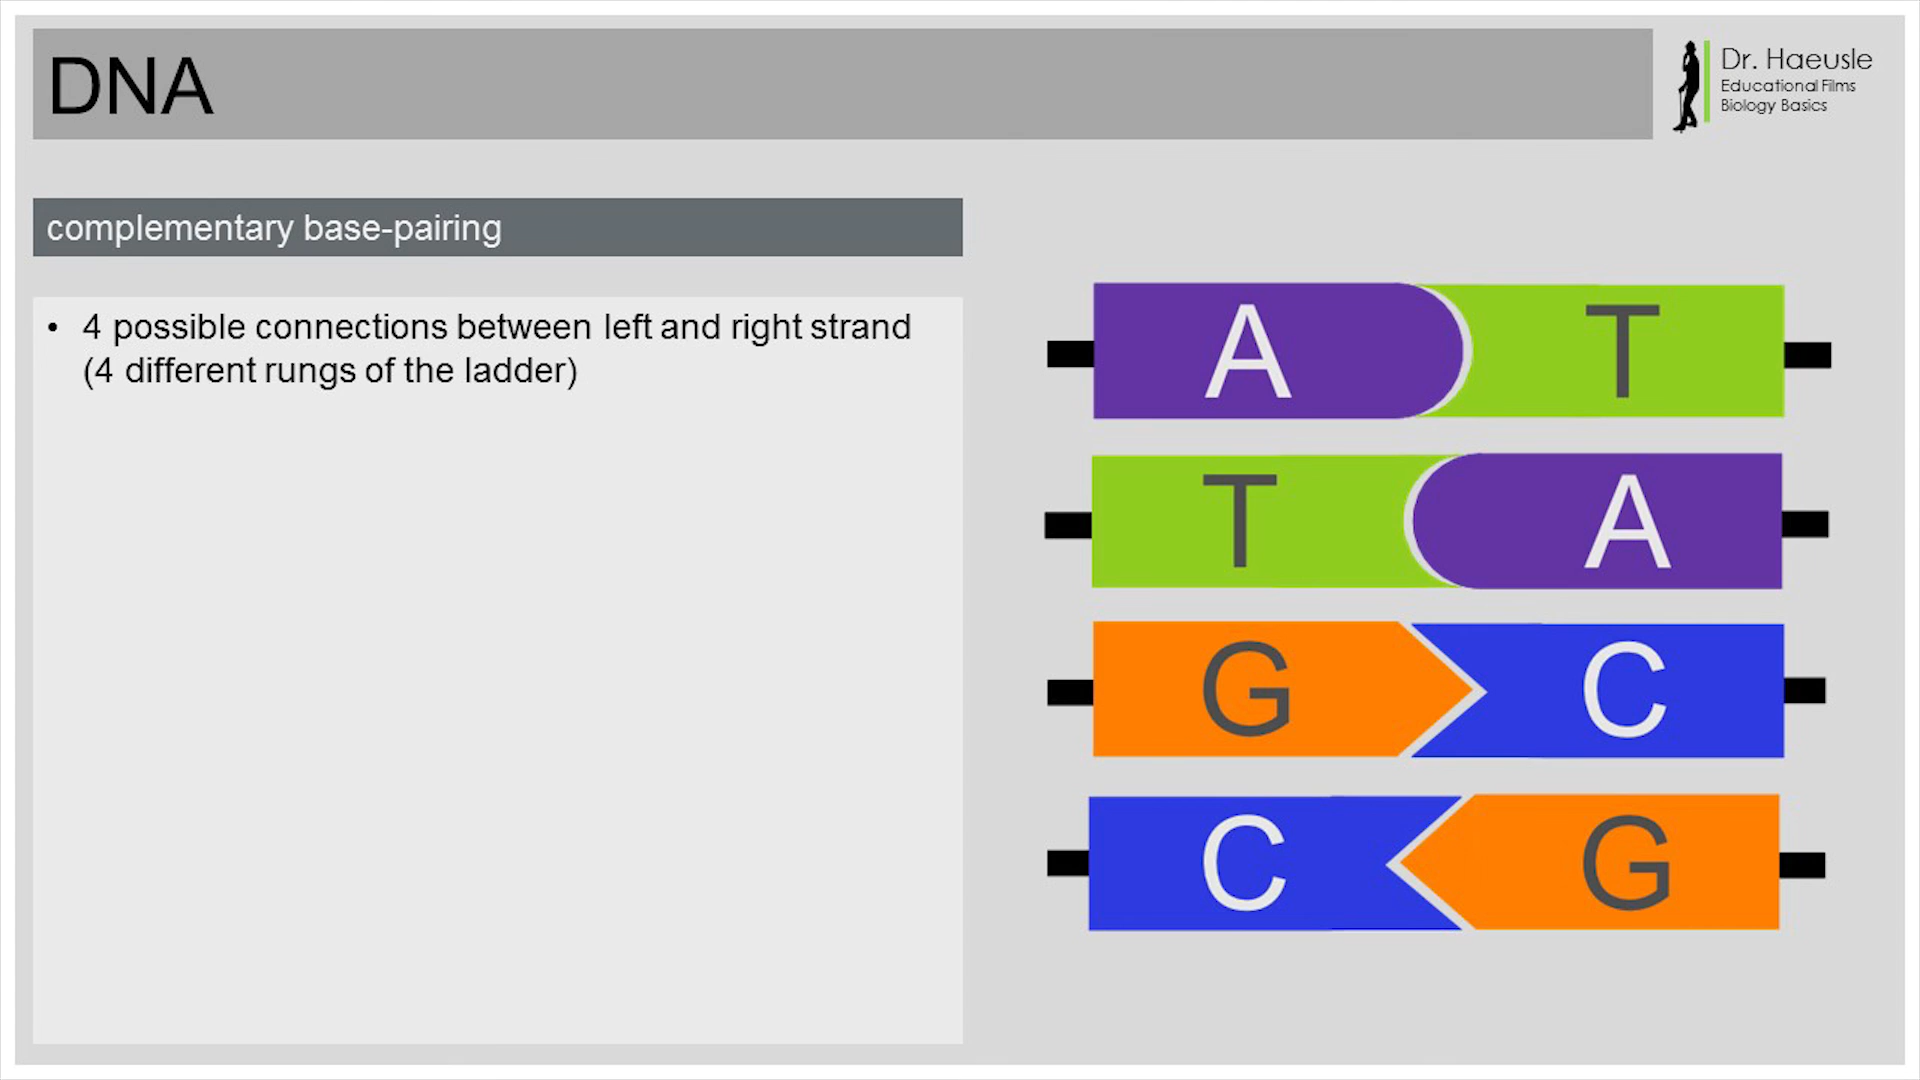 DNA
Dr. Haeusle
Educational Films
Biology Basics
complementary base-pairing
• 4 possible connections between left and right strand
(4 different rungs of the ladder)
A T
T A
G C
C G